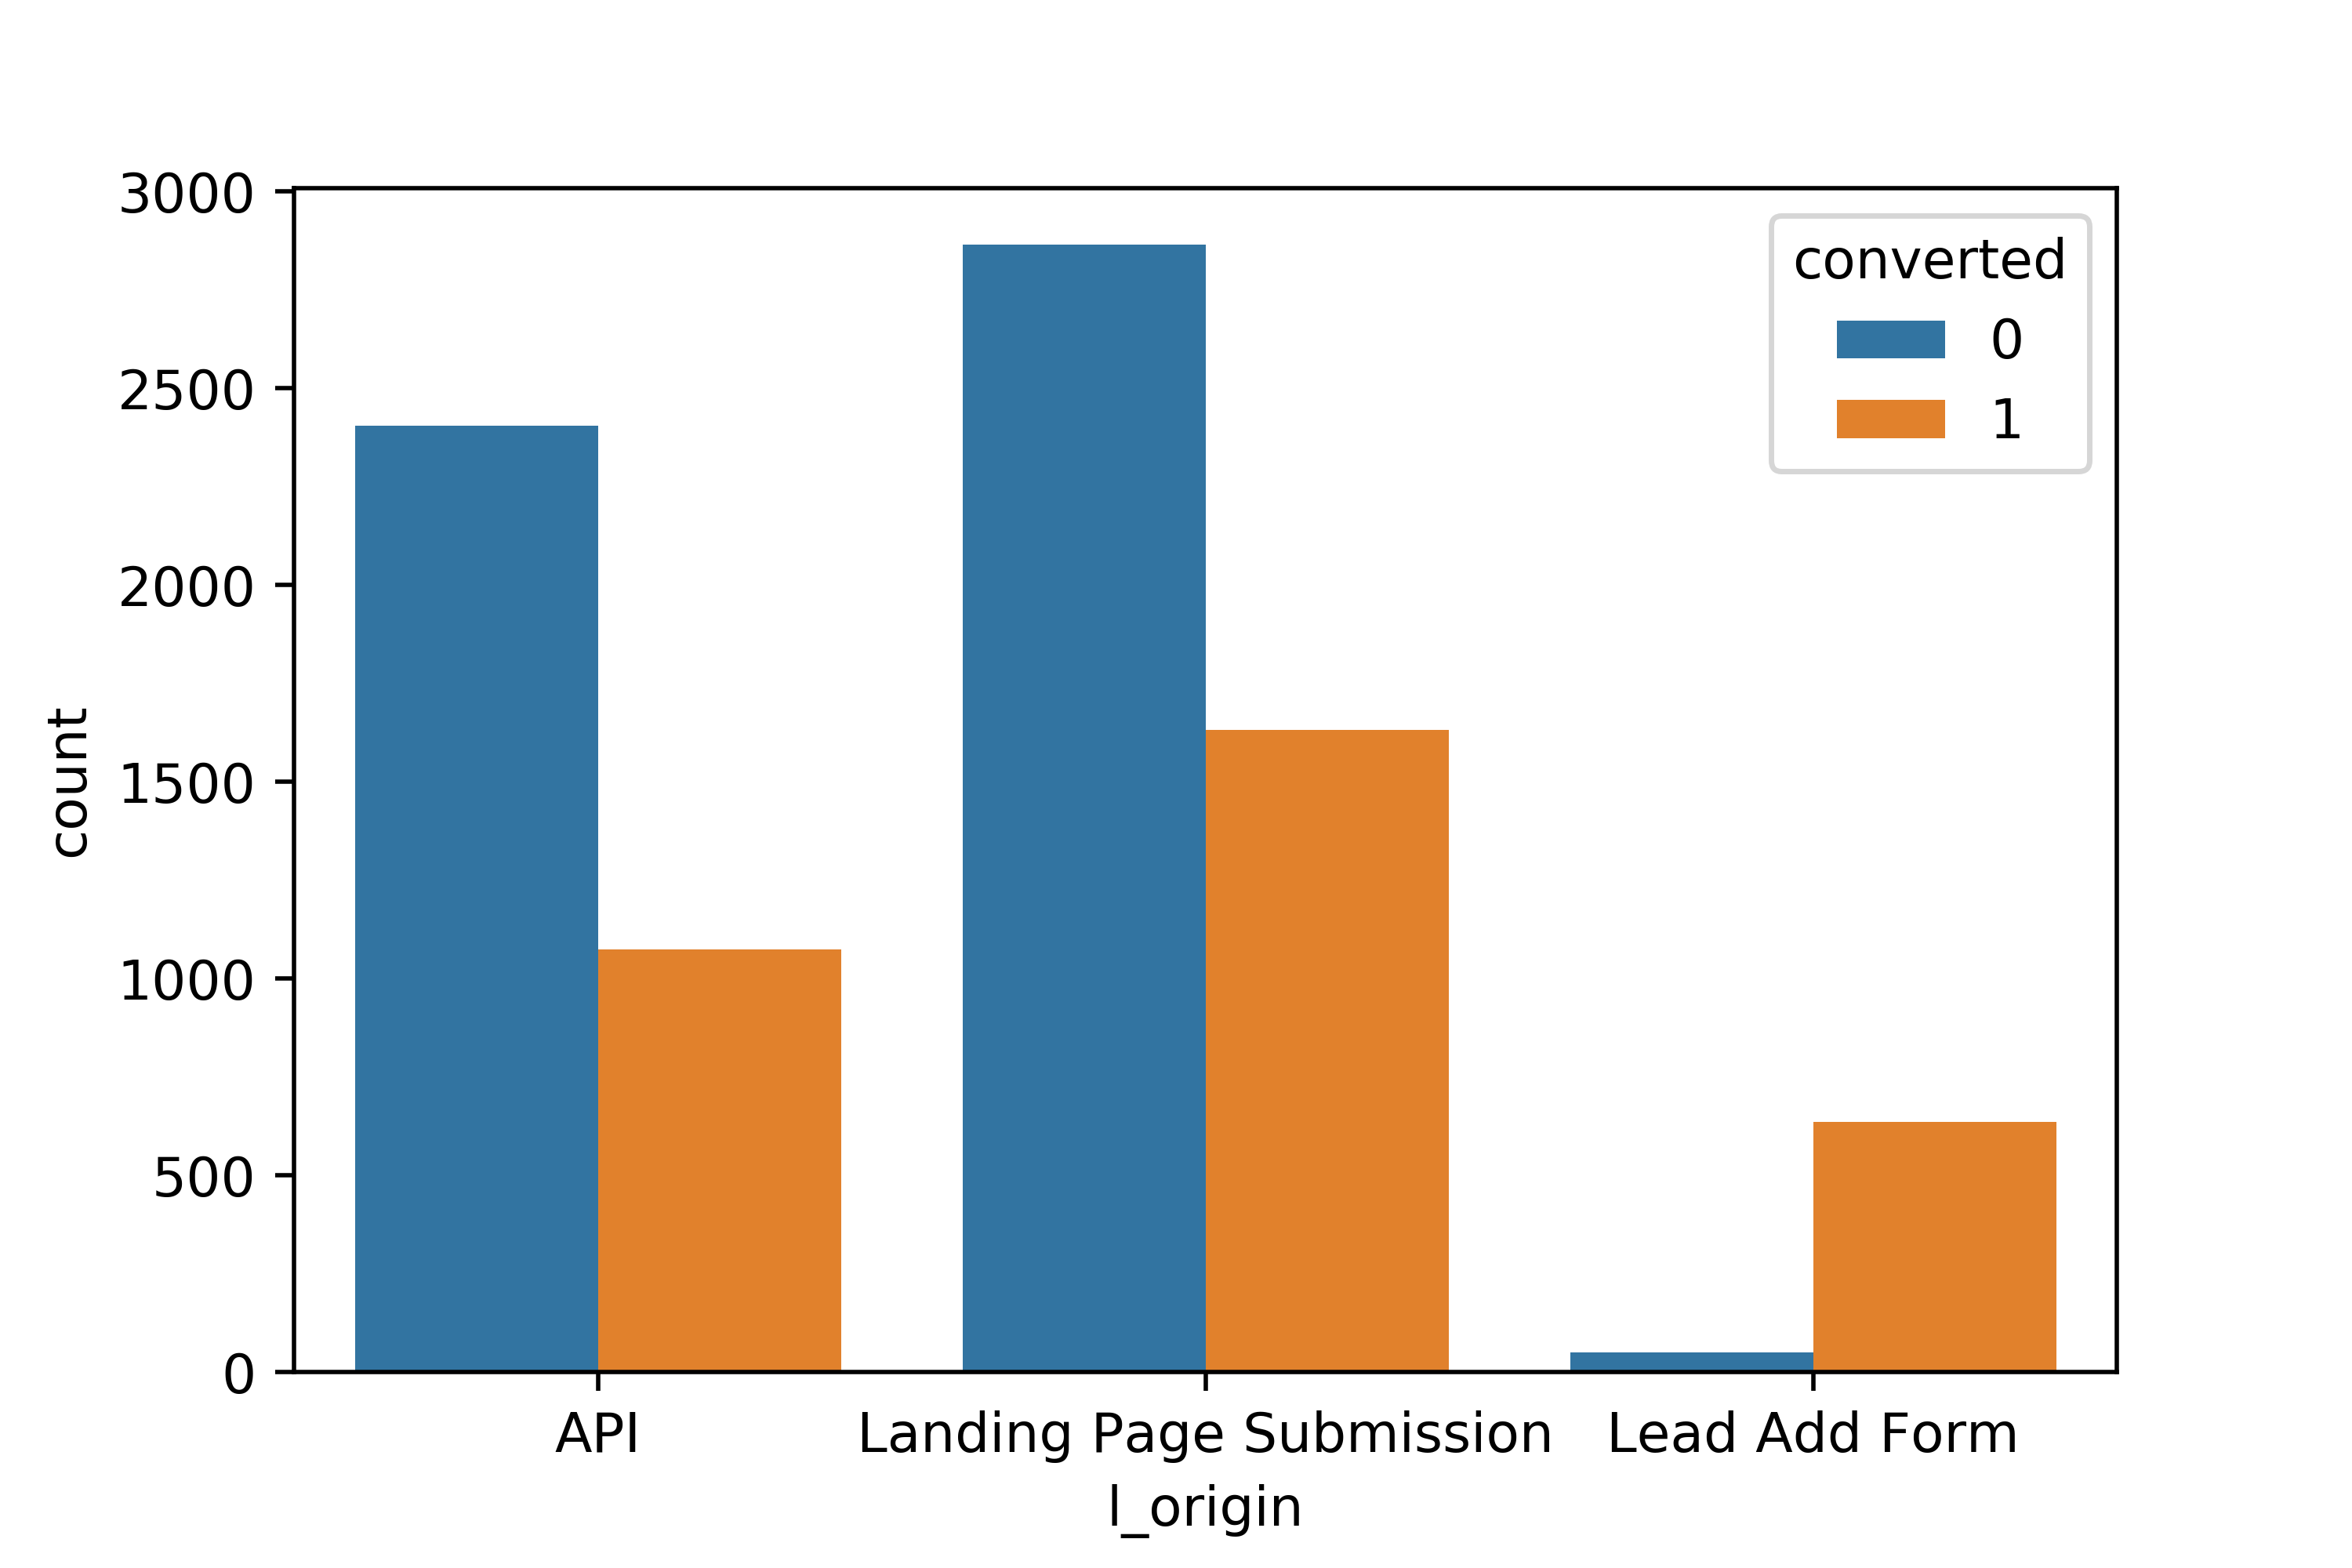 3000
2500
2000
1500
1000
500
0
count
converted
0
1
API
Landing Page Submission
Lead Add Form
l_origin